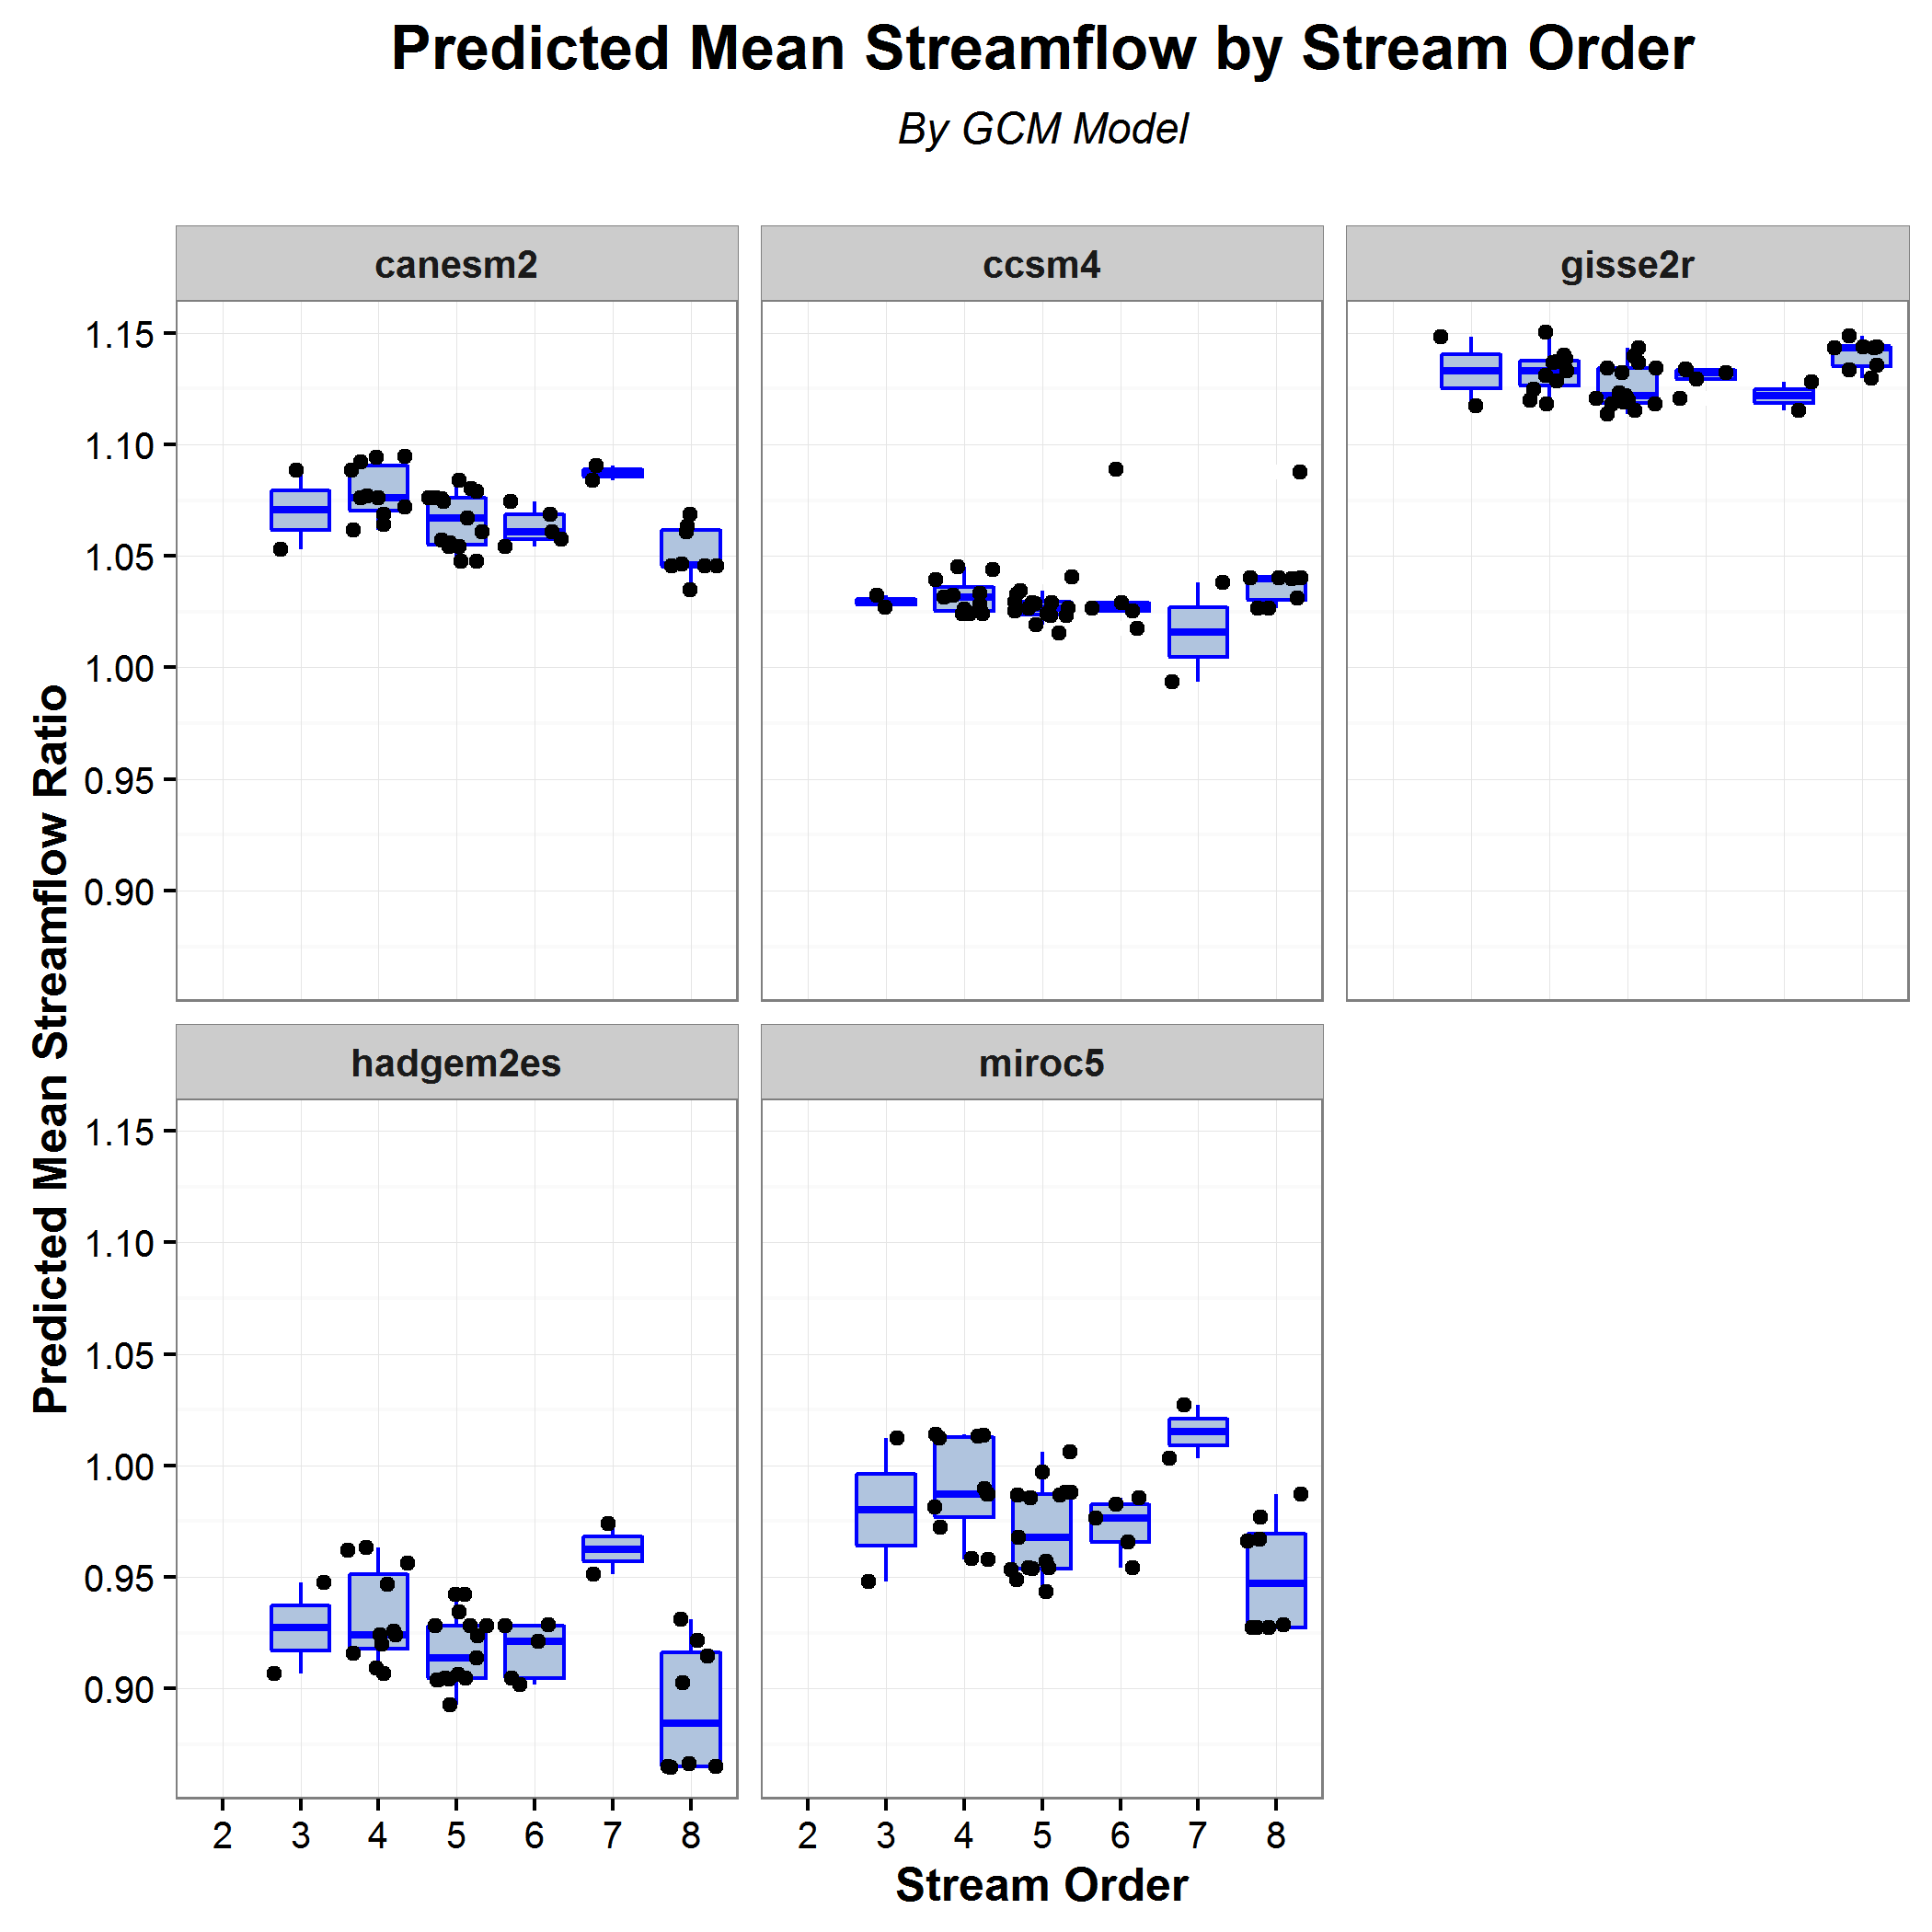 Predicted Mean Streamflow by Stream Order
By GCM Model
canesm2
ccsm4
gisse2r
1.15
1.10
1.05
1.00
0.95
0.90
Predicted Mean Streamflow Ratio
hadgem2es
miroc5
1.15
1.10
1.05
1.00
0.95
0.90
2 3 4 5 6 7 8
2 3 4 5 6 7 8
Stream Order